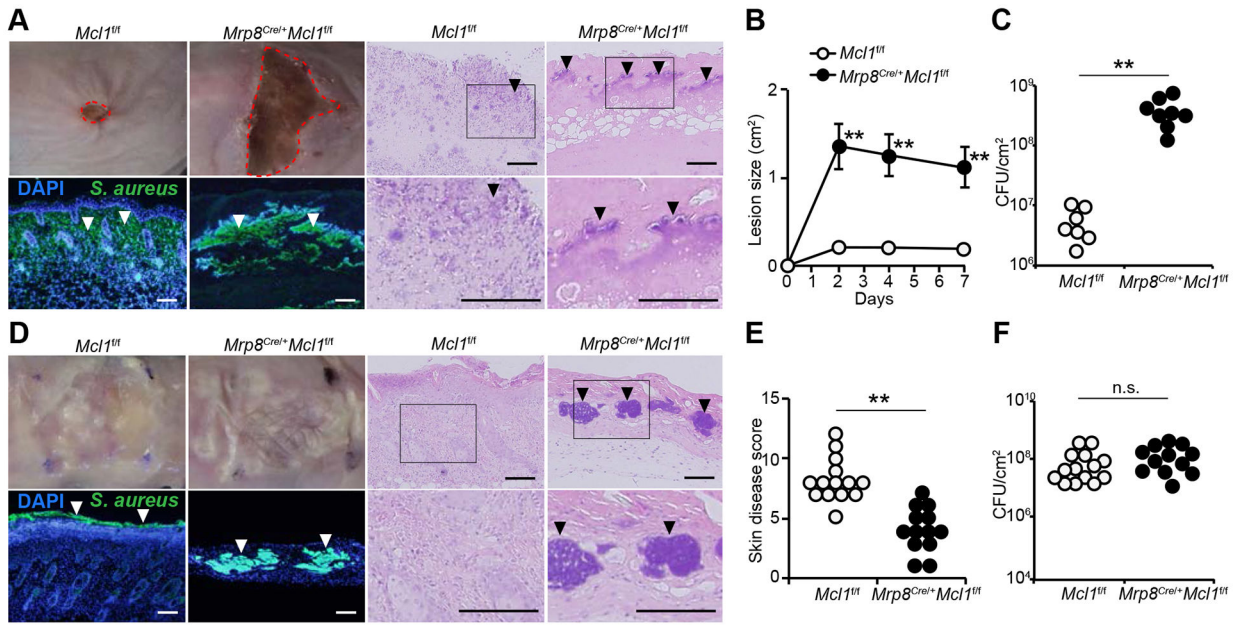 A
Mcl1f/f
Mrp8Cre/+Mcl1f/f
Mcl1f/f
Mrp8Cre/+Mcl1f/f
DAPI
S. aureus
B
Mcl1f/f
Mrp8Cre/+Mcl1f/f
Lesion size (cm2)
2
1
0
**
**
**
0 1 2 3 4 5 6 7
Days
C
**
CFU/cm2
109
108
107
106
Mcl1f/f
Mrp8Cre/+Mcl1f/f
D
Mcl1f/f
Mrp8Cre/+Mcl1f/f
Mcl1f/f
Mrp8Cre/+Mcl1f/f
DAPI
S. aureus
E
**
Skin disease score
15
10
5
0
Mcl1f/f
Mrp8Cre/+Mcl1f/f
F
n.s.
CFU/cm2
1010
108
106
104
Mcl1f/f
Mrp8Cre/+Mcl1f/f